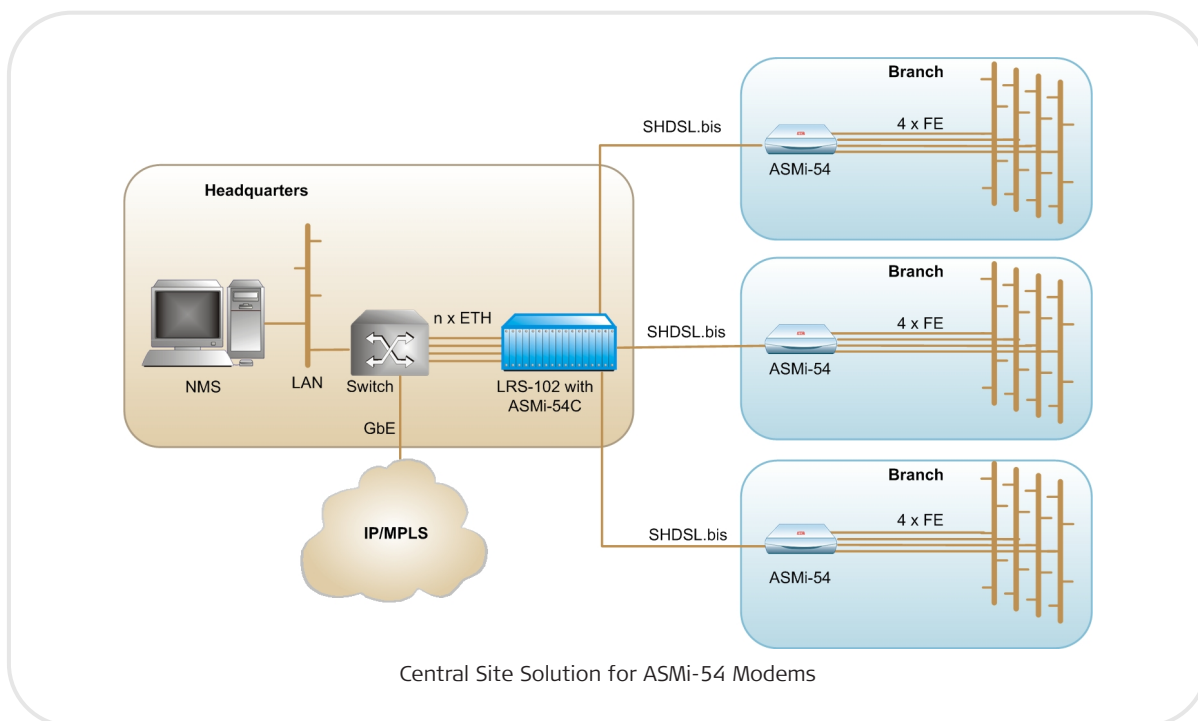 Headquarters
NMS
LAN
Switch
n x ETH
LRS-102 with
ASMi-54C
GbE
IP/MPLS
SHDSL.bis
Branch
4 x FE
ASMi-54
SHDSL.bis
Branch
4 x FE
ASMi-54
SHDSL.bis
Branch
4 x FE
ASMi-54
Central Site Solution for ASMi-54 Modems